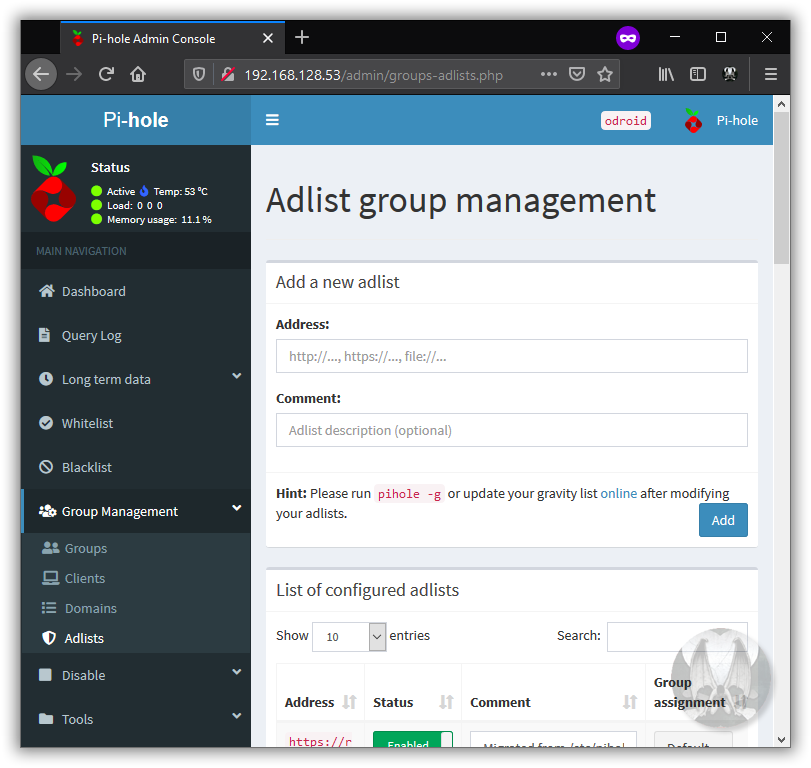 Pi-hole Admin Console
192.168.128.53/admin/groups-adlists.php
Pi-hole
odroid
Pi-hole
Status
Active Temp: 53 °C
Load: 0 0 0
Memory usage: 11.1 %
MAIN NAVIGATION
Dashboard
Query Log
Long term data
Whitelist
Blacklist
Group Management
Groups
Clients
Domains
Adlists
Disable
Tools
Adlist group management
Add a new adlist
Address:
http://..., https://..., file://...
Comment:
Adlist description (optional)
Hint: Please run pihole -g or update your gravity list online after modifying
your adlists.
Add
List of configured adlists
Show 10 entries
Search:
Address Status Comment Group
assignment
https://r Enabled Migrated from /etc/pihol Default